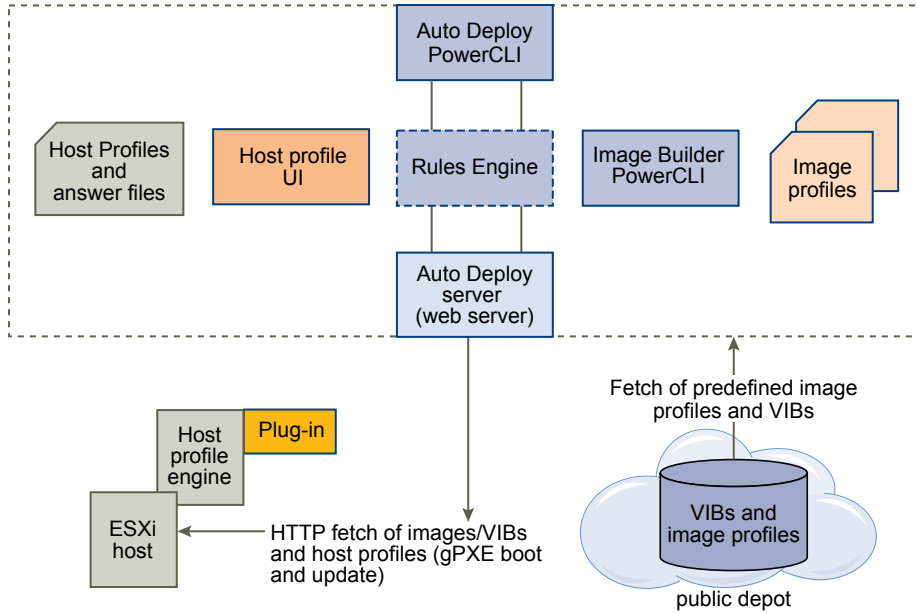 Auto Deploy
PowerCLI
Host Profiles
and
answer files
Host profile
UI
Rules Engine
Image Builder
PowerCLI
Image
profiles
Auto Deploy
server
(web server)
Fetch of predefined image
profiles and VIBs
Host
profile
engine
Plug-in
ESXi
host
HTTP fetch of images/VIBs
and host profiles (gPXE boot
and update)
VIBs and
image profiles
public depot